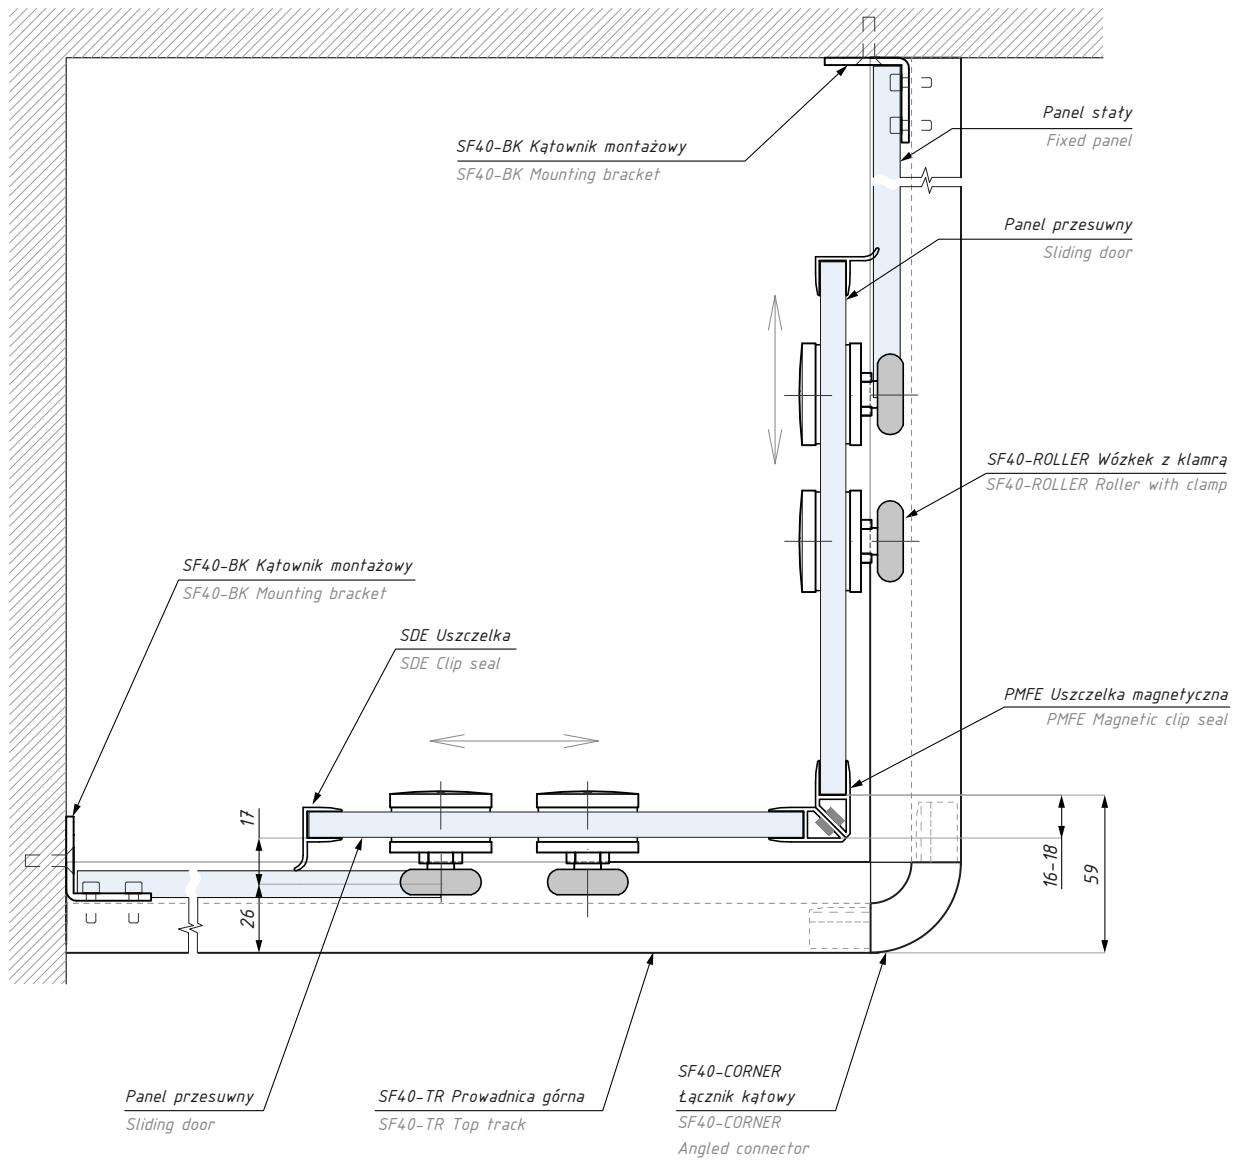 Panel stały
Fixed panel
SF40-BK Kątownik montażowy
SF40-BK Mounting bracket
Panel przesuwny
Sliding door
SF40-ROLLER Wózkek z klamrą
SF40-ROLLER Roller with clamp
SF40-BK Kątownik montażowy
SF40-BK Mounting bracket
SDE Uszczelka
SDE Clip seal
PMFE Uszczelka magnetyczna
PMFE Magnetic clip seal
17
26
16-18
59
Panel przesuwny
Sliding door
SF40-TR Prowadnica górna
SF40-TR Top track
SF40-CORNER
Łącznik kątowy
SF40-CORNER
Angled connector